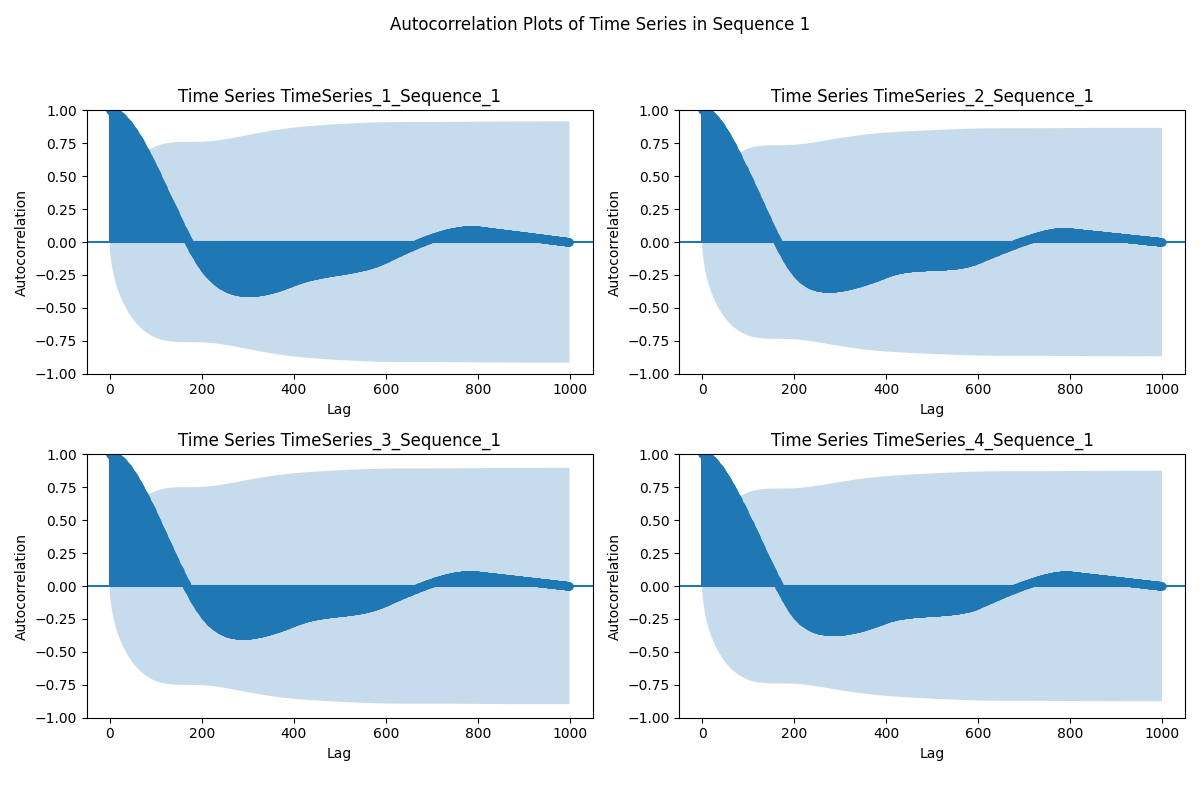 Autocorrelation Plots of Time Series in Sequence 1
Time Series TimeSeries_1_Sequence_1
1.00
0.75
0.50
0.25
0.00
−0.25
−0.50
−0.75
−1.00
Autocorrelation
0 200 400 600 800 1000
Lag
Time Series TimeSeries_2_Sequence_1
1.00
0.75
0.50
0.25
0.00
−0.25
−0.50
−0.75
−1.00
Autocorrelation
0 200 400 600 800 1000
Lag
Time Series TimeSeries_3_Sequence_1
1.00
0.75
0.50
0.25
0.00
−0.25
−0.50
−0.75
−1.00
Autocorrelation
0 200 400 600 800 1000
Lag
Time Series TimeSeries_4_Sequence_1
1.00
0.75
0.50
0.25
0.00
−0.25
−0.50
−0.75
−1.00
Autocorrelation
0 200 400 600 800 1000
Lag